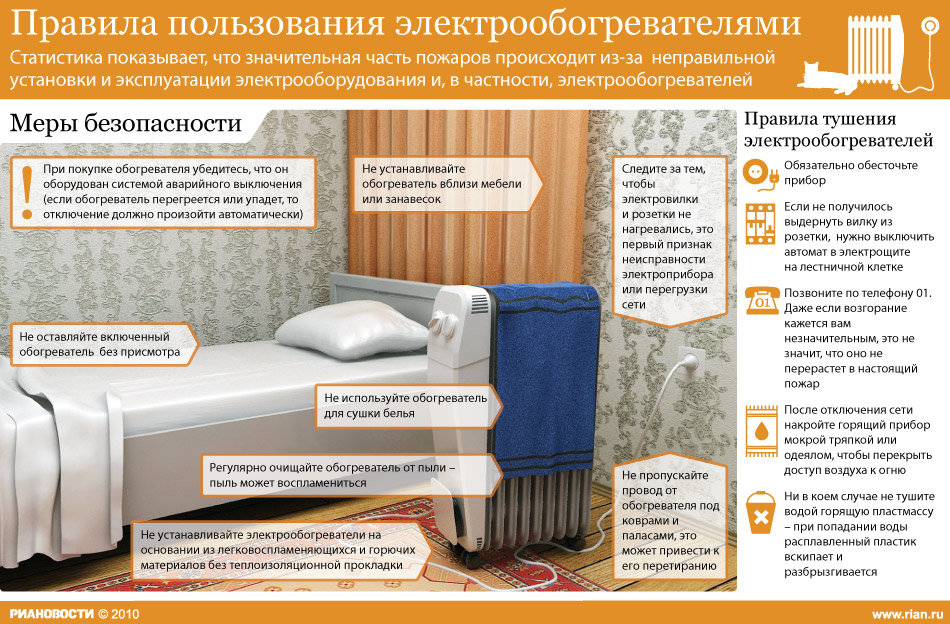 Правила пользования электрообогревателями
Статистика показывает, что значительная часть пожаров происходит из-за неправильной
установки и эксплуатации электрооборудования и, в частности, электрообогревателей
Меры безопасности
При покупке обогревателя убедитесь, что он
оборудован системой аварийного выключения
(если обогреватель перегреется или упадет, то
отключение должно произойти автоматически)
Не устанавливайте
обогреватель вблизи мебели
или занавесок
Следите за тем,
чтобы
электровилки
и розетки не
нагревались, это
первый признак
неисправности
электроприбора
или перегрузки
сети
Не оставляйте включенный
обогреватель без присмотра
Не используйте обогреватель
для сушки белья
Регулярно очищайте обогреватель от пыли –
пыль может воспламениться
Не устанавливайте электрообогреватели на
основании из легковоспламеняющихся и горючих
материалов без теплоизоляционной прокладки
Не пропускайте
провод от
обогревателя под
коврами и
паласами, это
может привести к
его перетиранию
Правила тушения
электрообогревателей
Обязательно обесточьте
прибор
Если не получилось
выдернуть вилку из
розетки, нужно выключить
автомат в электрощите
на лестничной клетке
01
Позвоните по телефону 01.
Даже если возгорание
кажется вам
незначительным, это не
значит, что оно не
перерастет в настоящий
пожар
После отключения сети
накройте горящий прибор
мокрой тряпкой или
одеялом, чтобы перекрыть
доступ воздуха к огню
Ни в коем случае не тушите
водой горящую пластмассу
– при попадании воды
расплавленный пластик
вскипает и
разбрызгивается
РИАНОВОСТИ © 2010
www.rian.ru